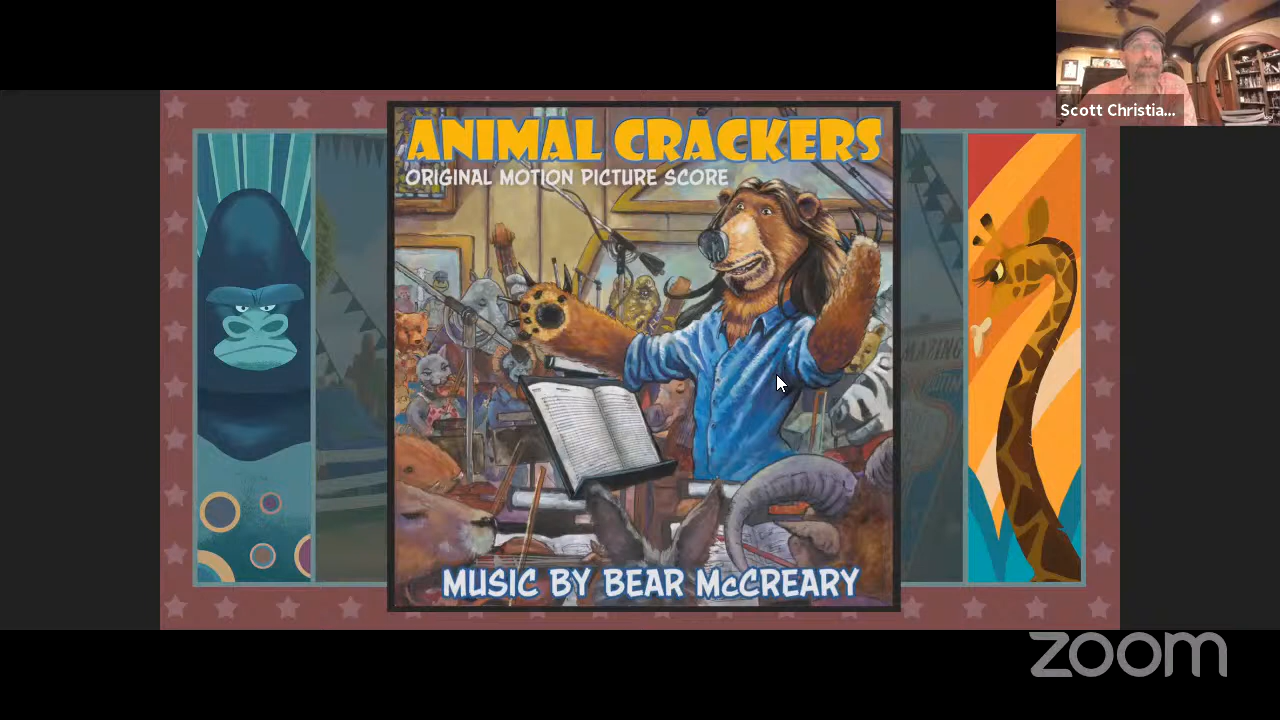 Scott Christia...
ANIMAL CRACKERS
ORIGINAL MOTION PICTURE SCORE
MUSIC BY BEAR McCREARY
zoom